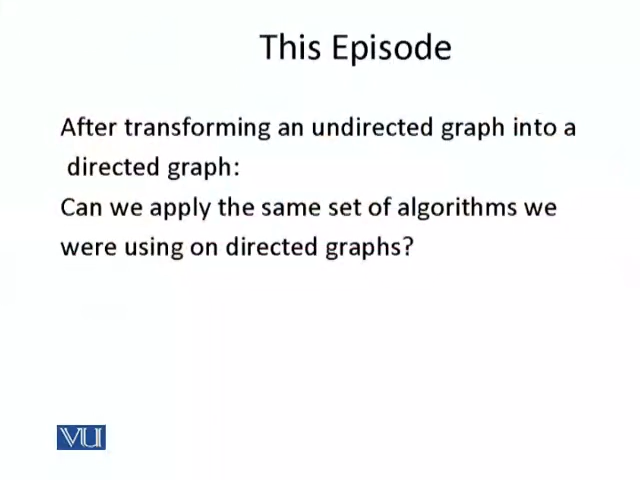 This Episode
After transforming an undirected graph into a
directed graph:
Can we apply the same set of algorithms we
were using on directed graphs?
VU